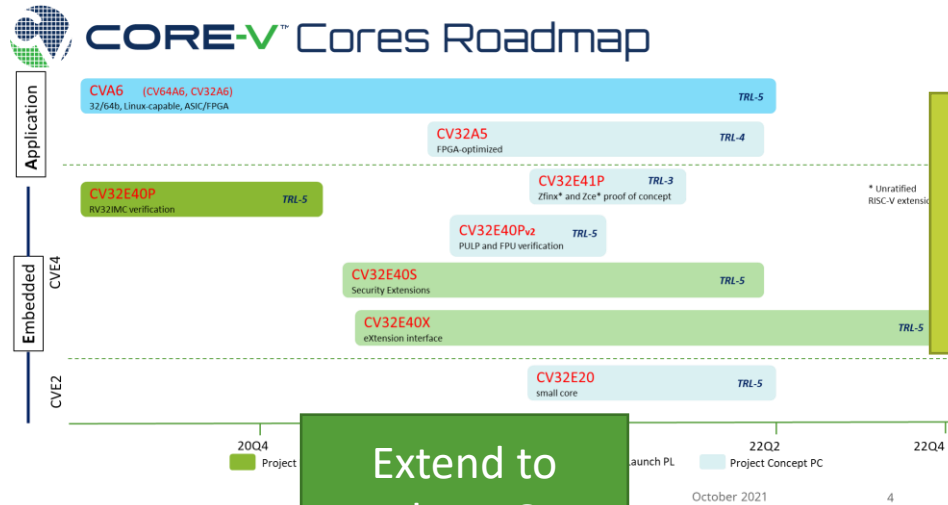 CORE-V™ Cores Roadmap
Application
CVA6 (CV64A6, CV32A6)
32/64b, Linux-capable, ASIC/FPGA
TRL-5
CV32A5
FPGA-optimized
TRL-4
Embedded
CVE4
CV32E40P
RV32IMC verification
TRL-5
CV32E41P
Zfinx* and Zce* proof of concept
TRL-3
* Unratified
RISC-V
CV32E40Pv2
PULP and FPU verification
TRL-5
CV32E40S
Security Extensions
TRL-5
CV32E40X
eXtension interface
TRL-5
CVE2
CV32E20
small core
TRL-5
20Q4
22Q2
22Q4
Project
Extend to
PL
Project Concept PC
October 2021
4